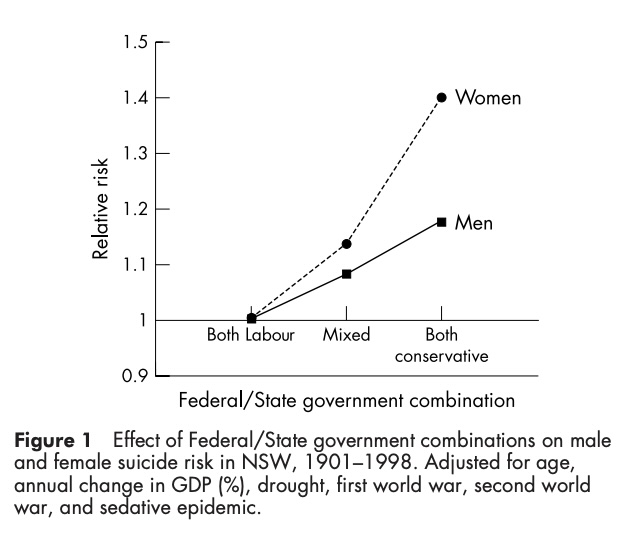 1.5
1.4
Women
1.3
Relative risk
1.2
Men
1.1
1
Both Labour
Mixed
Both
conservative
0.9
Federal/State government combination
Figure 1 Effect of Federal/State government combinations on male
and female suicide risk in NSW, 1901–1998. Adjusted for age,
annual change in GDP (%), drought, first world war, second world
war, and sedative epidemic.